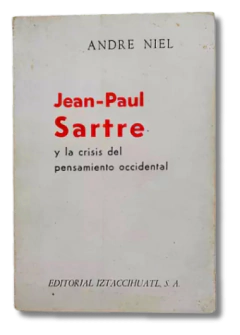 ANDRE NIEL
Jean-Paul
Sartre
y la crisis del
pensamiento occidental
EDITORIAL IZTACCIHUATL, S. A.